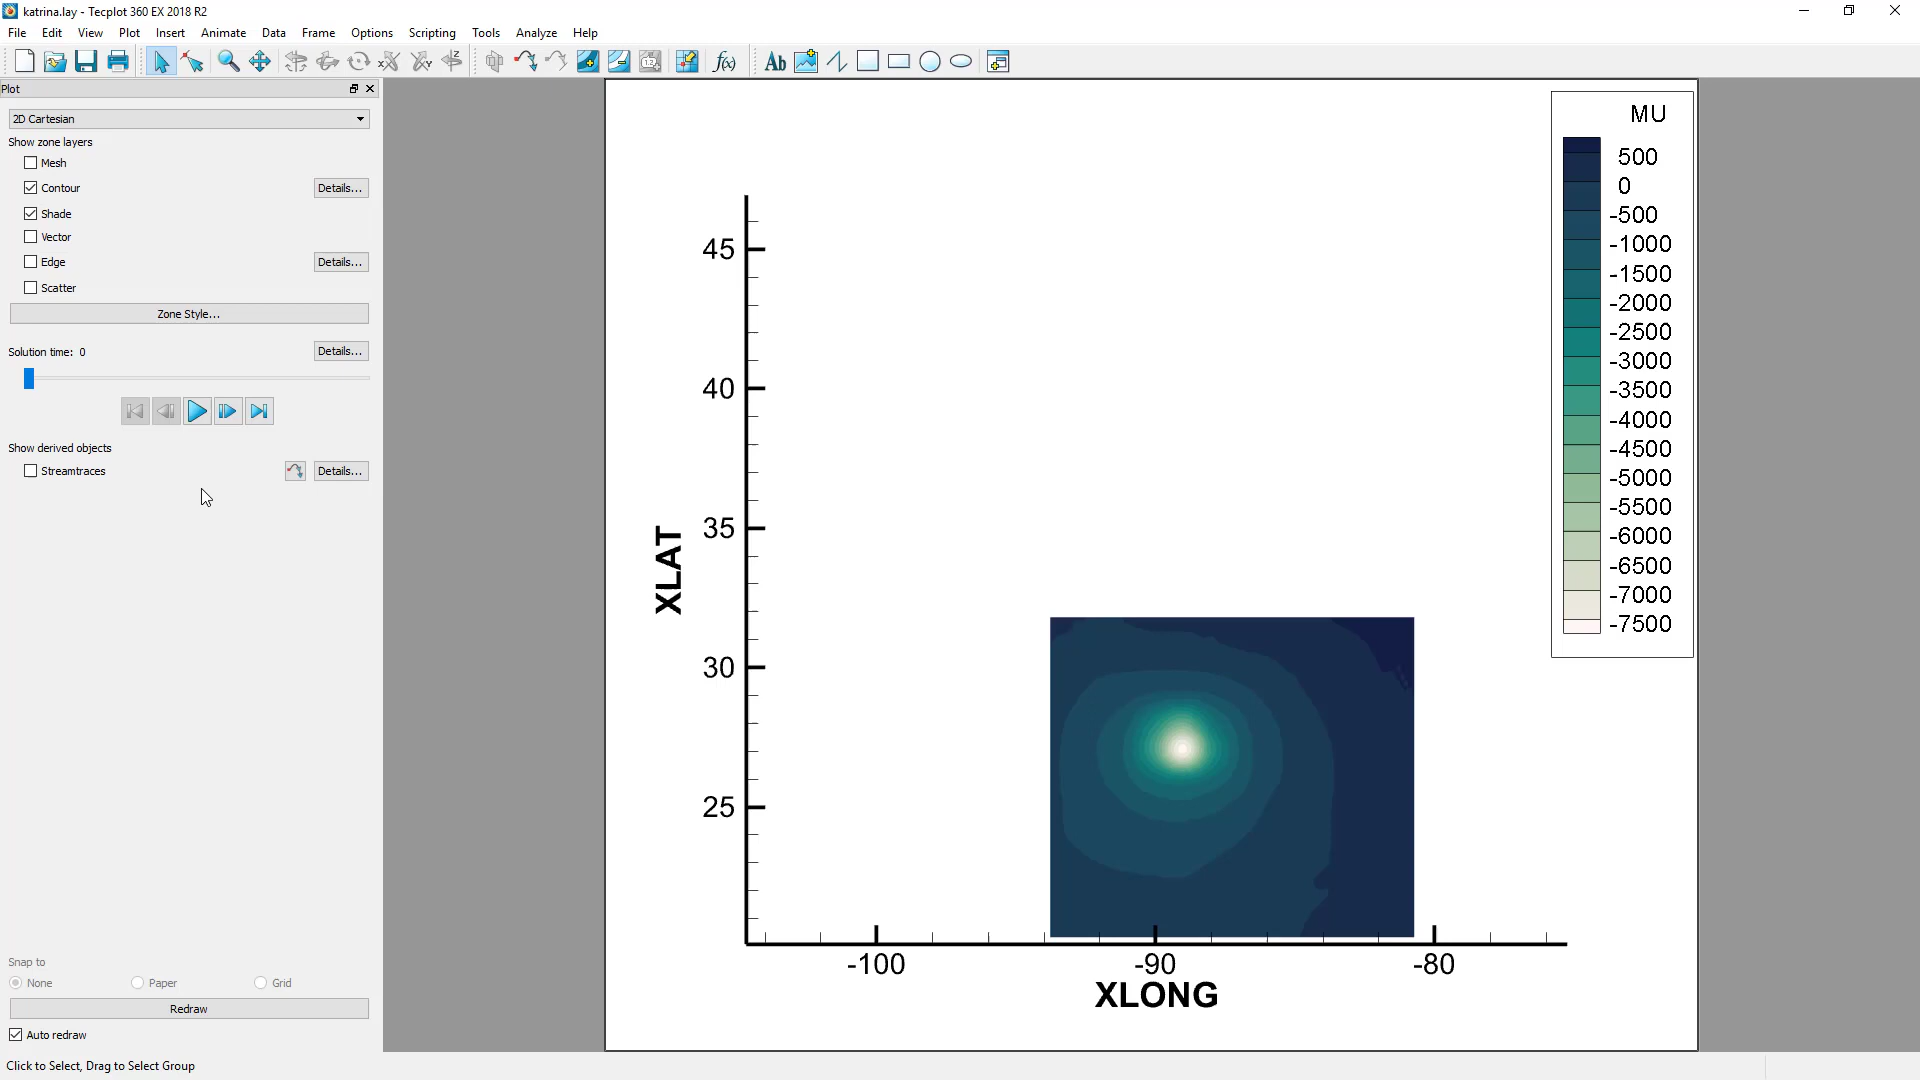 katrina.lay - Tecplot 360 EX 2018 R2
File Edit View Plot Insert Animate Data Frame Options Scripting Tools Analyze Help
Ab
1.2
f(x)
Plot
2D Cartesian
Show zone layers
Mesh
Contour Details...
Shade
Vector
Edge Details...
Scatter
Zone Style...
Solution time: 0 Details...
Show derived objects
Streamtraces Details...
Snap to
None Paper Grid
Redraw
Auto redraw
Click to Select, Drag to Select Group
XLAT
45
40
35
30
25
-100 -90 -80
XLONG
MU
500
0
-500
-1000
-1500
-2000
-2500
-3000
-3500
-4000
-4500
-5000
-5500
-6000
-6500
-7000
-7500